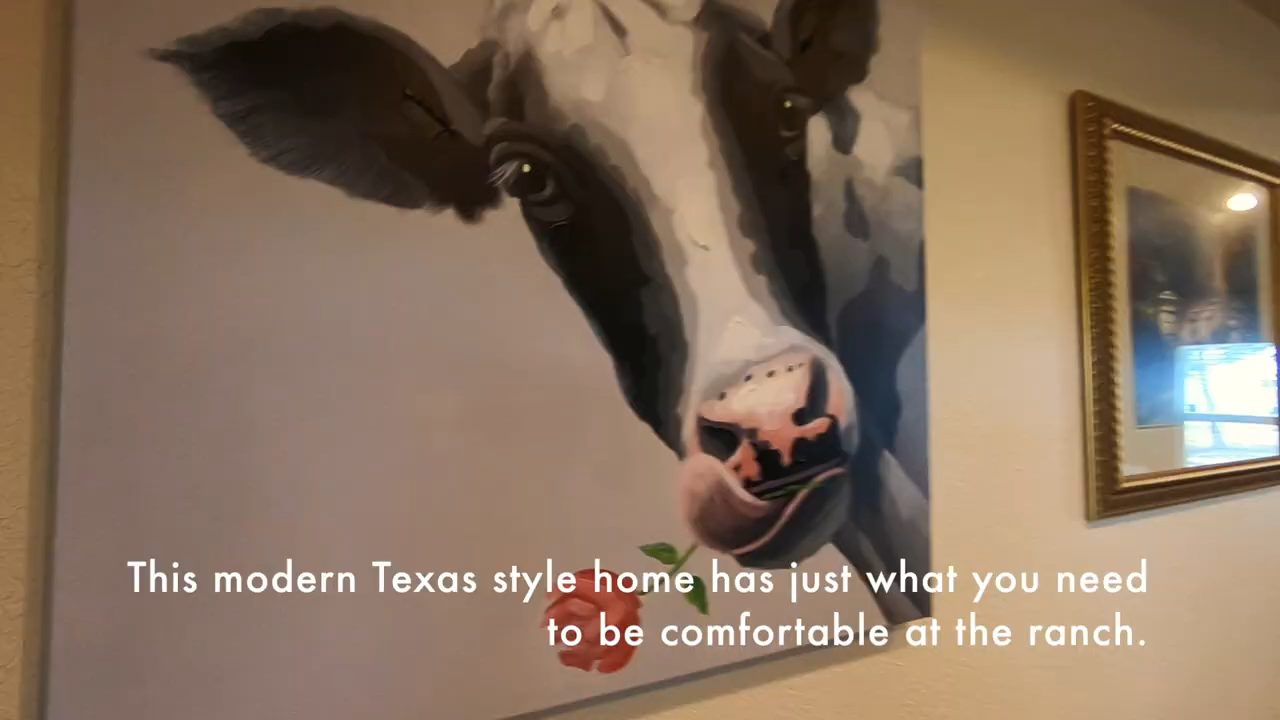 This modern Texas style home has just what you need
to be comfortable at the ranch.